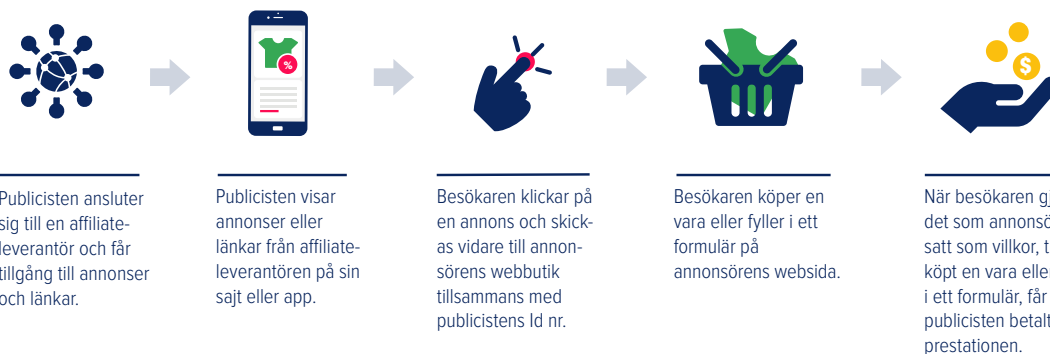 Publicisten ansluter
sig till en affiliate-
leverantör och får
tillgång till annonser
och länkar.
Publicisten visar
annonser eller
länkar från affiliate-
leverantören på sin
sajt eller app.
Besökaren klickar på
en annons och skick-
as vidare till annon-
sörens webbutik
tillsammans med
publicistens Id nr.
Besökaren köper en
vara eller fyller i ett
formulär på
annonsörens websida.
När besökaren
det som
satt som villkor,
köpt en vara
i ett formulär, får
publicisten
prestationen.
%
$